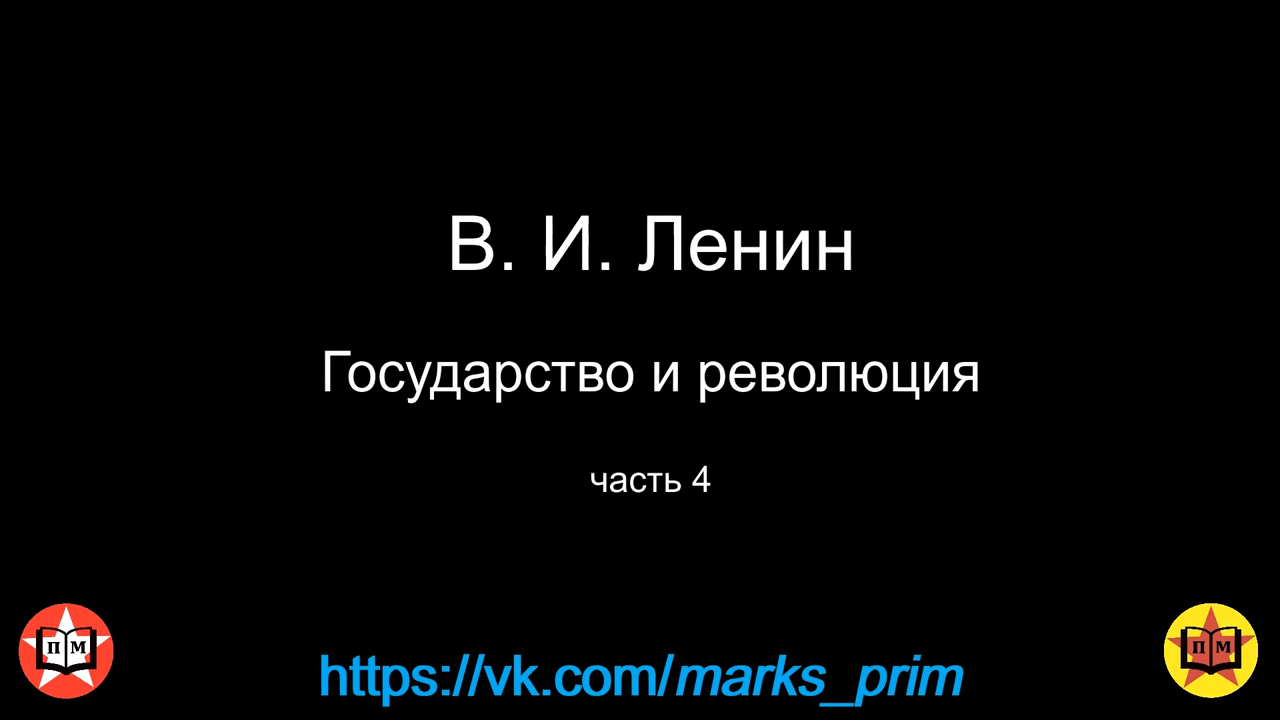 В. И. Ленин
Государство и революция
часть 4
П М
П М
https://vk.com/marks_prim